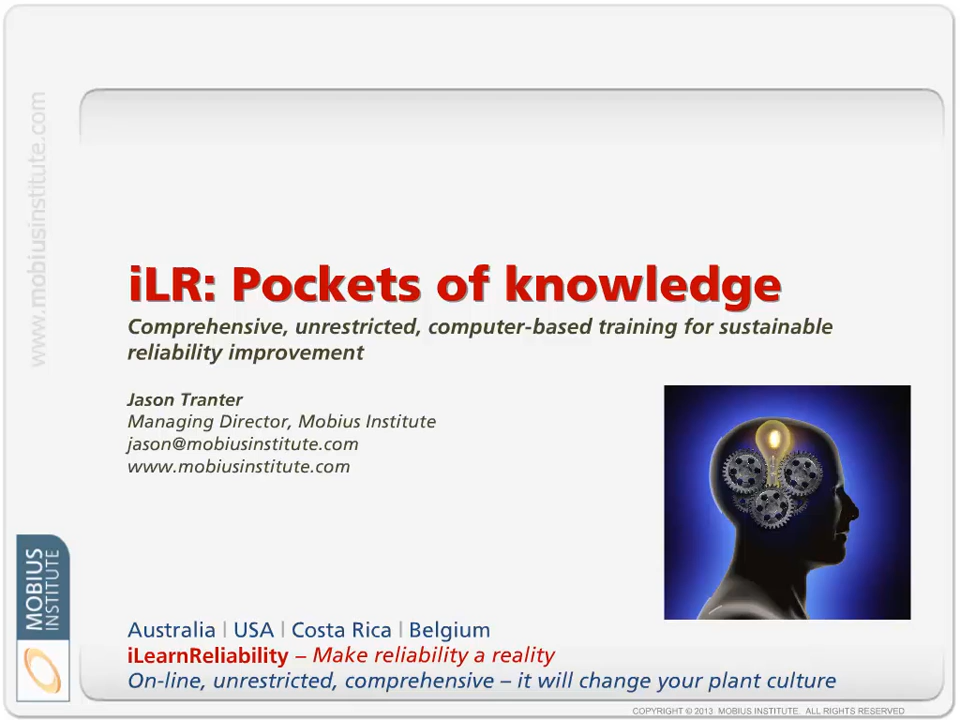 www.mobiusinstitute.com
iLR: Pockets of knowledge
Comprehensive, unrestricted, computer-based training for sustainable
reliability improvement
Jason Tranter
Managing Director, Mobius Institute
jason@mobiusinstitute.com
www.mobiusinstitute.com
MOBIUS
INSTITUTE
Australia | USA | Costa Rica | Belgium
iLearnReliability – Make reliability a reality
On-line, unrestricted, comprehensive – it will change your plant culture
COPYRIGHT © 2013 MOBIUS INSTITUTE. ALL RIGHTS RESERVED